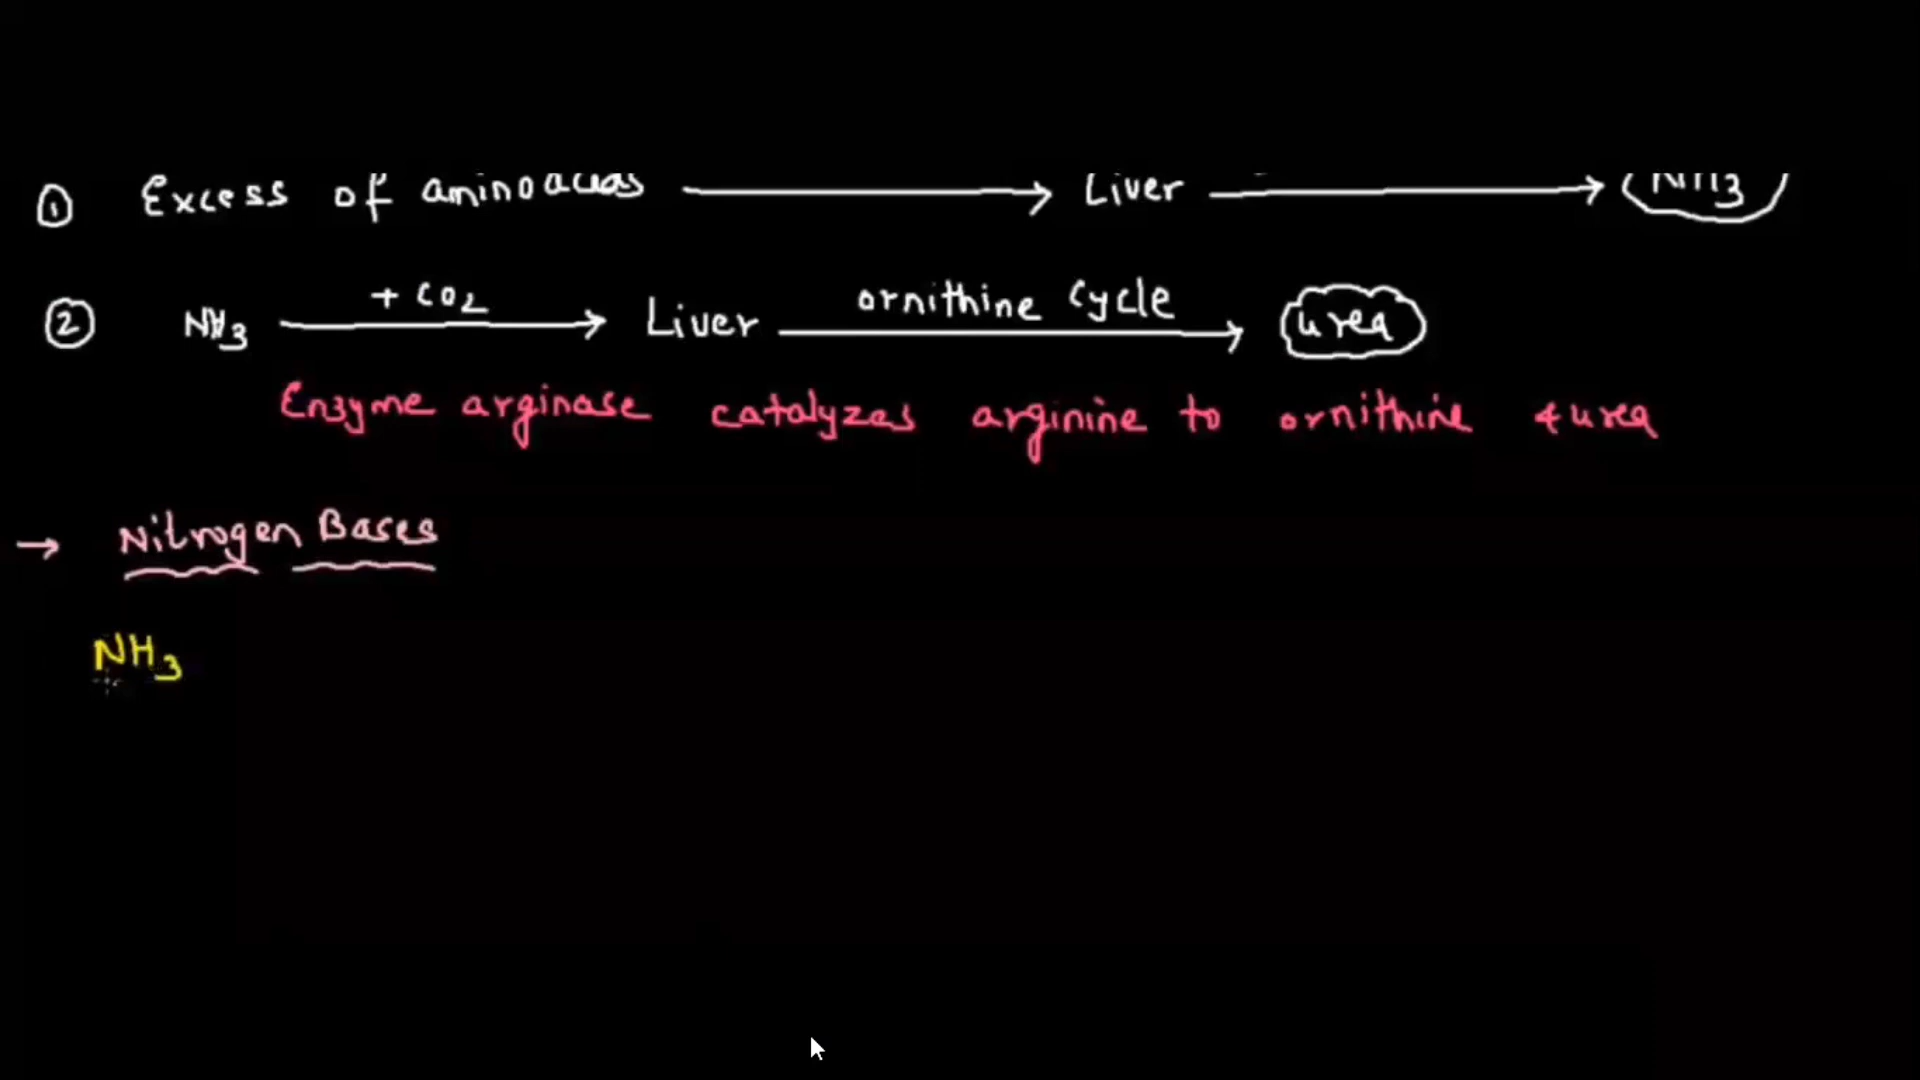 ① Excess of aminoacids → Liver → NH3
② NH3 + CO2 → Liver ornithine cycle → urea
Enzyme arginase catalyzes arginine to ornithine & urea
→ Nitrogen Bases
NH3